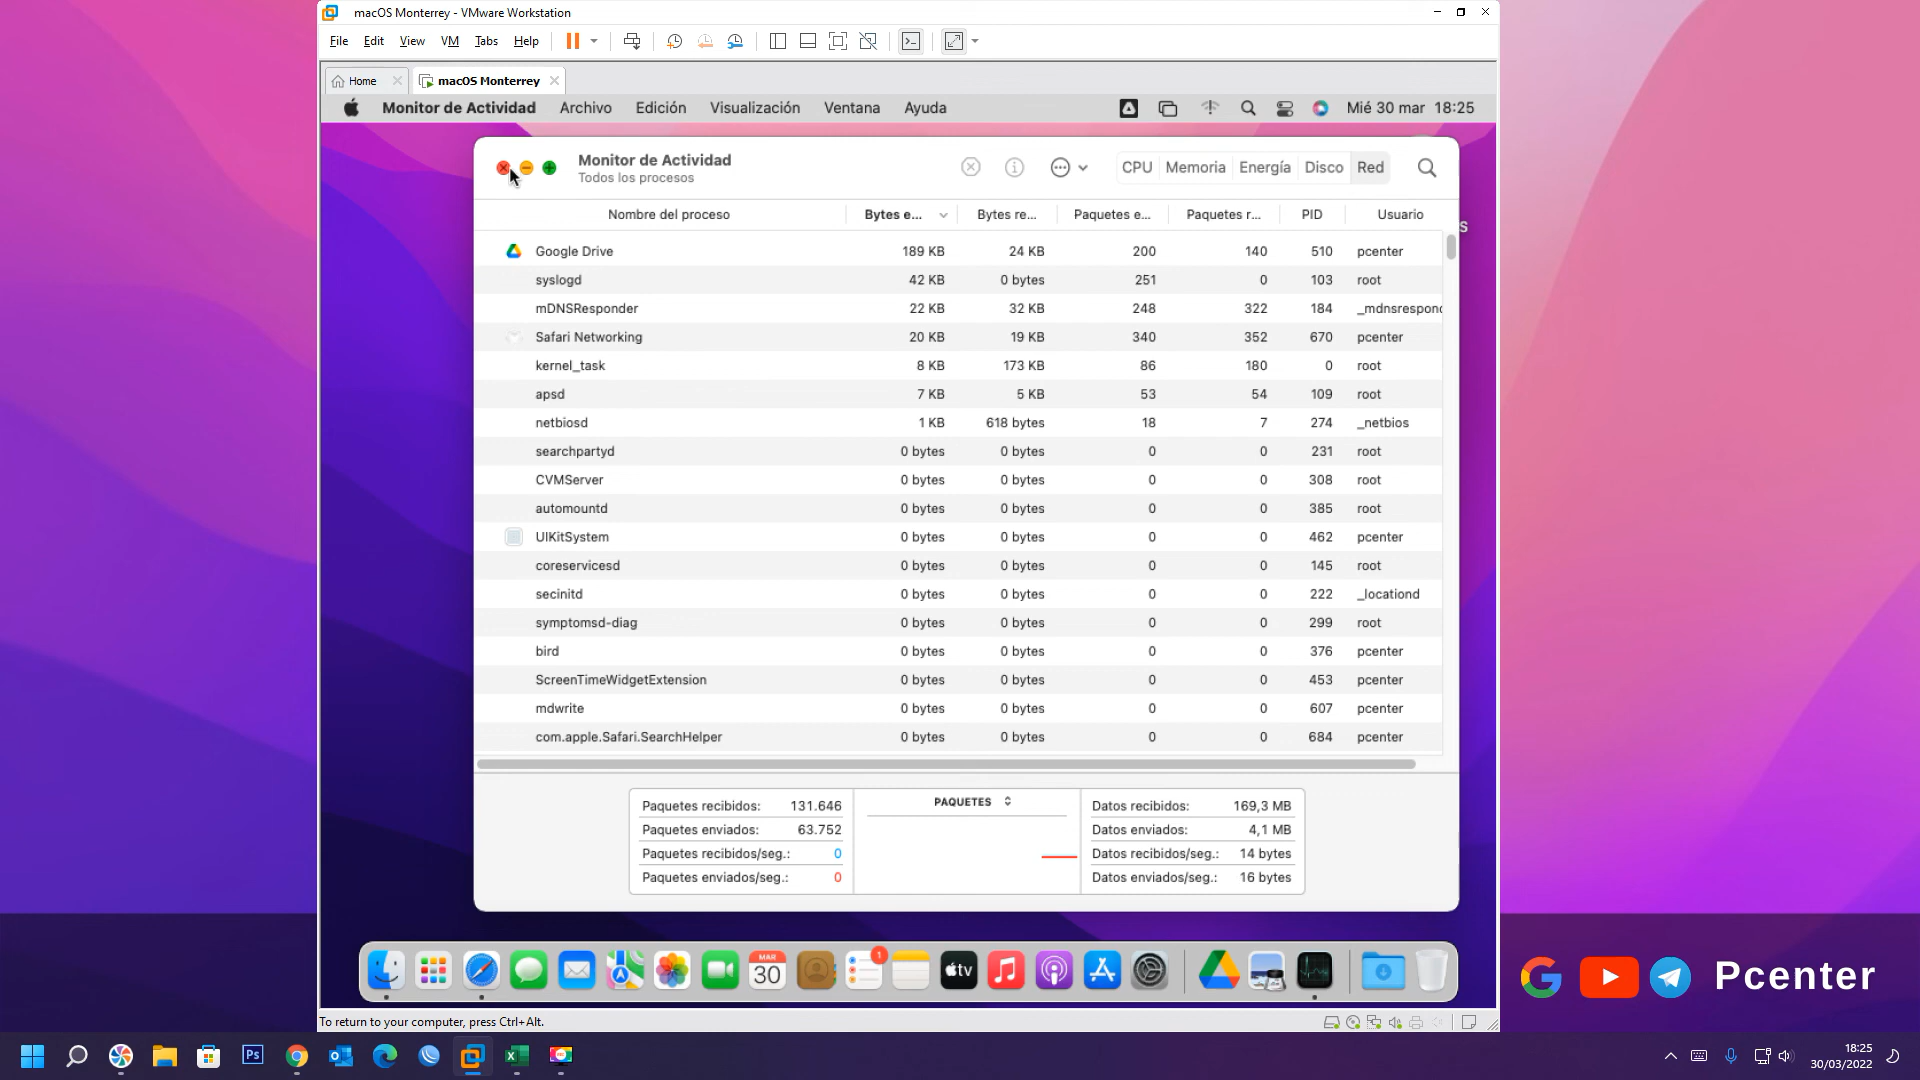 macOS Monterrey - VMware Workstation
File Edit View VM Tabs Help
Home macOS Monterrey
Monitor de Actividad Archivo Edición Visualización Ventana Ayuda Mié 30 mar 18:25
Monitor de Actividad
Todos los procesos
CPU Memoria Energía Disco Red
Nombre del proceso Bytes e... Bytes re... Paquetes e... Paquetes r... PID Usuario
S
Google Drive 189 KB 24 KB 200 140 510 pcenter
syslogd 42 KB 0 bytes 251 0 103 root
mDNSResponder 22 KB 32 KB 248 322 184 _mdnsrespond
Safari Networking 20 KB 19 KB 340 352 670 pcenter
kernel_task 8 KB 173 KB 86 180 0 root
apsd 7 KB 5 KB 53 54 109 root
netbiosd 1 KB 618 bytes 18 7 274 _netbios
searchpartyd 0 bytes 0 bytes 0 0 231 root
CVMServer 0 bytes 0 bytes 0 0 308 root
automountd 0 bytes 0 bytes 0 0 385 root
UIKitSystem 0 bytes 0 bytes 0 0 462 pcenter
coreservicesd 0 bytes 0 bytes 0 0 145 root
secinitd 0 bytes 0 bytes 0 0 222 _locationd
symptomsd-diag 0 bytes 0 bytes 0 0 299 root
bird 0 bytes 0 bytes 0 0 376 pcenter
ScreenTimeWidgetExtension 0 bytes 0 bytes 0 0 453 pcenter
mdwrite 0 bytes 0 bytes 0 0 607 pcenter
com.apple.Safari.SearchHelper 0 bytes 0 bytes 0 0 684 pcenter
Paquetes recibidos: 131.646
Paquetes enviados: 63.752
Paquetes recibidos/seg.: 0
Paquetes enviados/seg.: 0
PAQUETES
Datos recibidos: 169,3 MB
Datos enviados: 4,1 MB
Datos recibidos/seg.: 14 bytes
Datos enviados/seg.: 16 bytes
MAR
30
1
tv
Pcenter
To return to your computer, press Ctrl+Alt.
Ps
18:25
30/03/2022